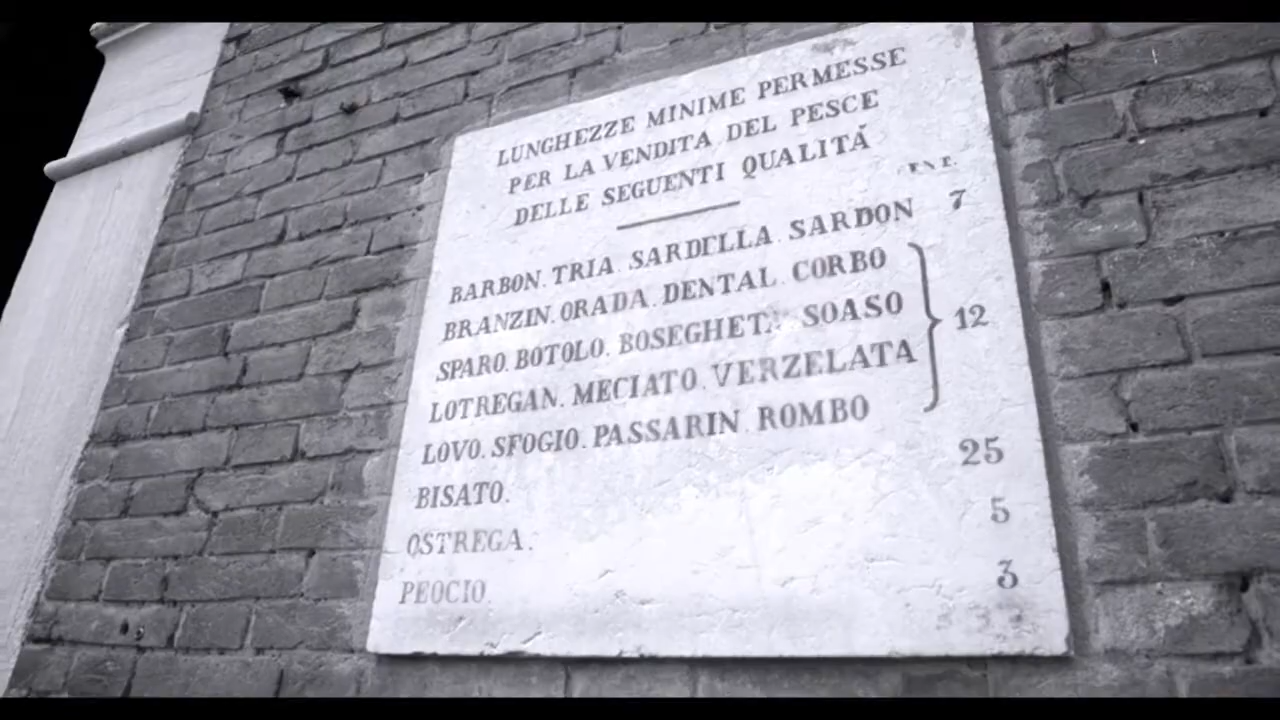 LUNGHEZZE MINIME PERMESSE
PER LA VENDITA DEL PESCE
DELLE SEGUENTI QUALITÁ
BARBON. TRIA. SARDELLA. SARDON 7
BRANZIN. ORADA. DENTAL. CORBO
SPARO. BOTOLO. SOASO 12
LOTREGAN. MECIATO. VERZELATA
LOVO. SFOGIO. PASSARIN. ROMBO
BISATO. 25
OSTREGA. 5
PEOCIO. 3